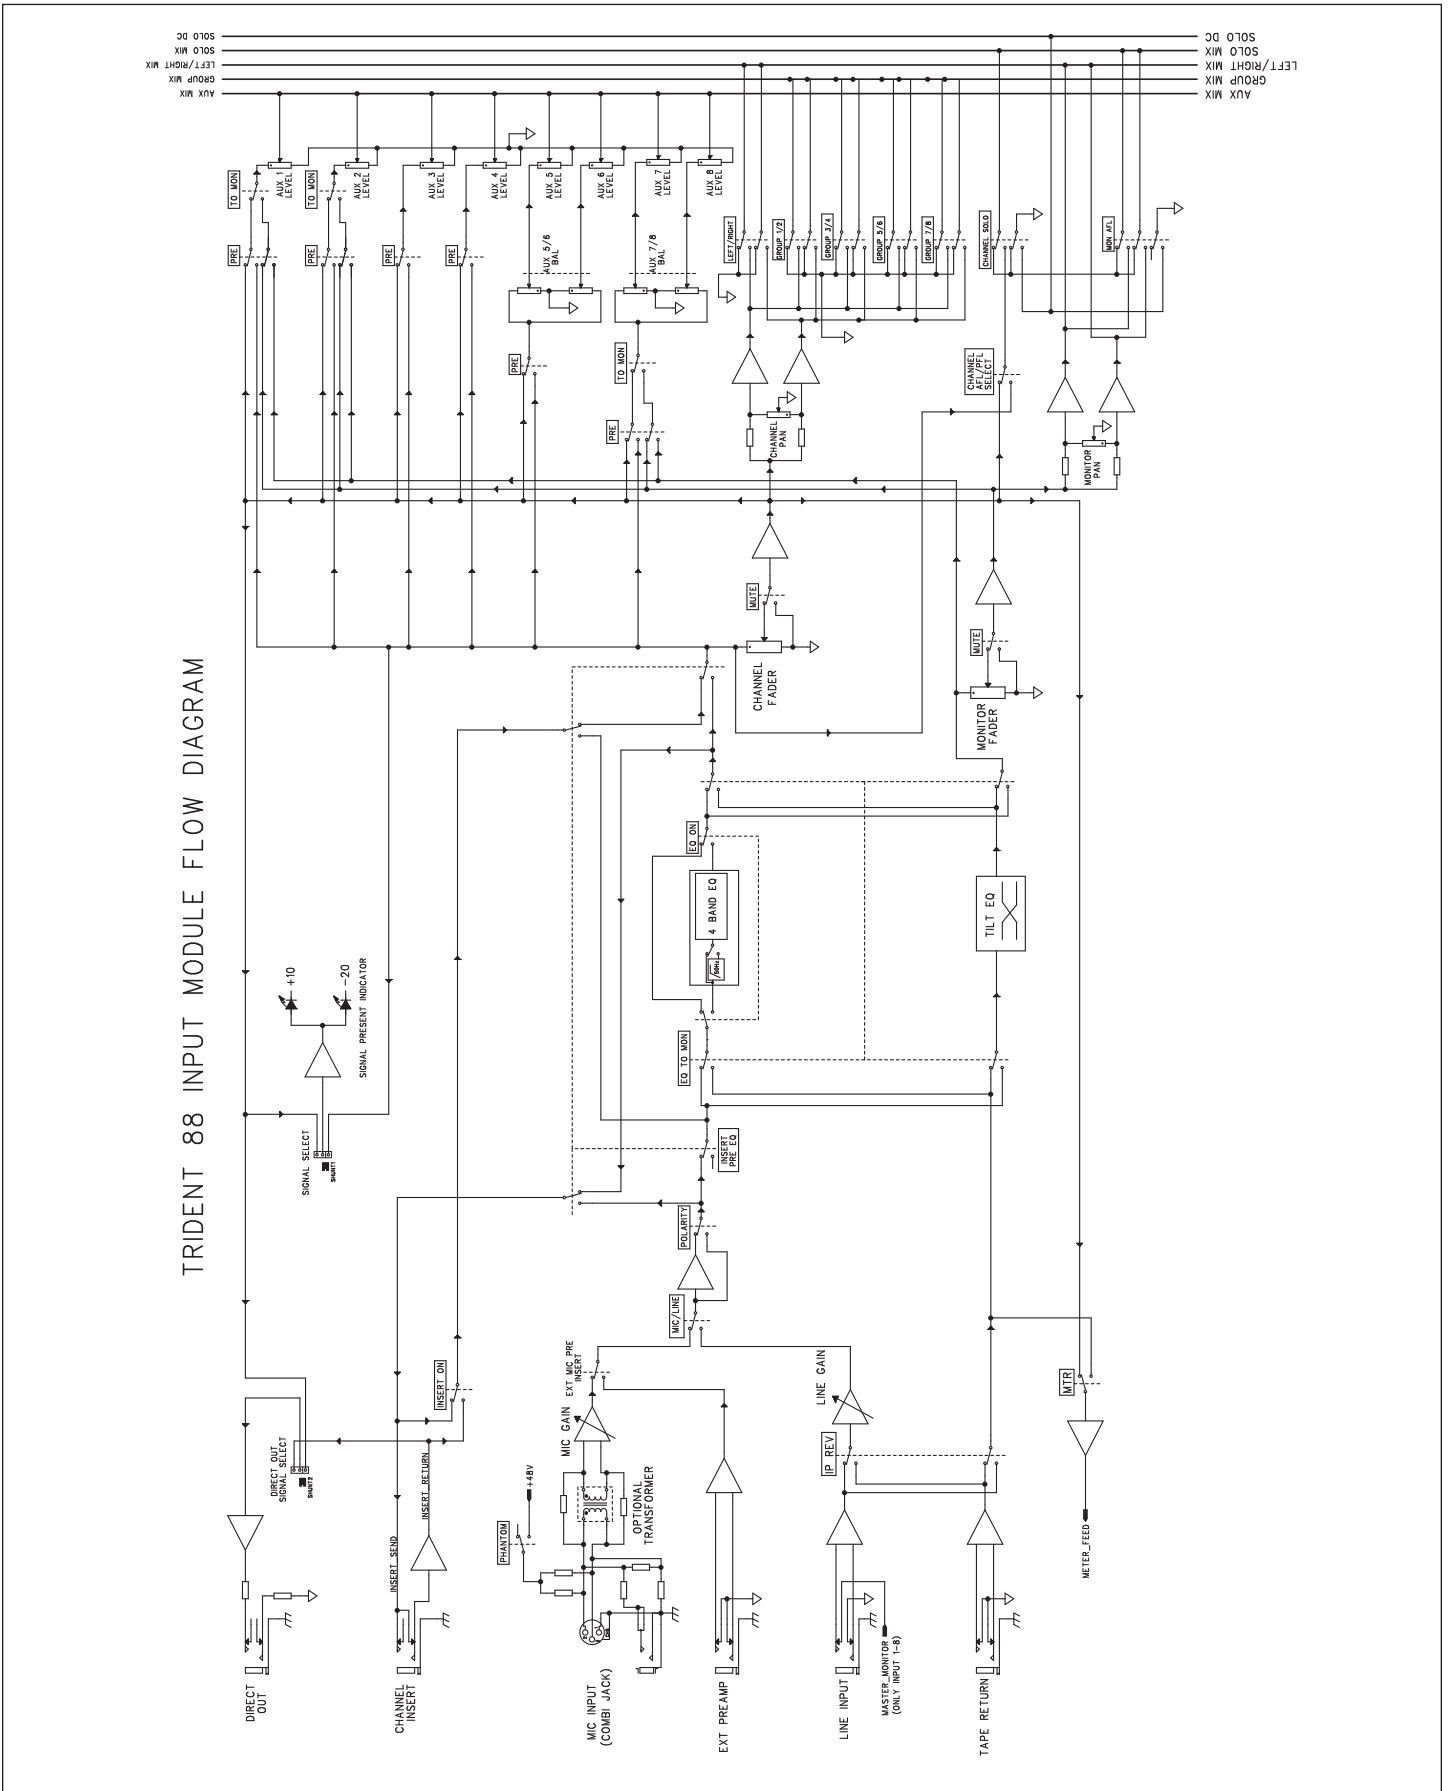 TRIDENT 88 INPUT MODULE FLOW DIAGRAM
SOLO DC
SOLO MIX
LEFT/RIGHT MIX
GROUP MIX
AUX MIX
SOLO DC
SOLO MIX
LEFT/RIGHT MIX
GROUP MIX
AUX MIX
TO MON
AUX 1
LEVEL
TO MON
AUX 2
LEVEL
AUX 3
LEVEL
AUX 4
LEVEL
AUX 5
LEVEL
AUX 6
LEVEL
AUX 7
LEVEL
AUX 8
LEVEL
PRE
PRE
PRE
PRE
AUX 5/6
BAL
AUX 7/8
BAL
LEFT/RIGHT
GROUP 1/2
GROUP 3/4
GROUP 5/6
GROUP 7/8
CHANNEL SOLO
MON AFL
PRE
TO MON
PRE
CHANNEL
PAN
CHANNEL
AFL/PFL
SELECT
MONITOR
PAN
MUTE
CHANNEL
FADER
MUTE
MONITOR
FADER
EQ ON
4 BAND EQ
/50Hz
TILT EQ
EQ TO MON
+10
-20
SIGNAL PRESENT INDICATOR
SIGNAL SELECT
SHUNT1
INSERT
PRE EQ
POLARITY
MIC/LINE
INSERT ON
EXT MIC PRE
INSERT
MIC GAIN
LINE GAIN
IP REV
MTR
DIRECT OUT
SIGNAL SELECT
SHUNT2
INSERT SEND
INSERT RETURN
PHANTOM
+48V
OPTIONAL
TRANSFORMER
METER_FEED
DIRECT
OUT
CHANNEL
INSERT
MIC INPUT
(COMBI JACK)
EXT PREAMP
LINE INPUT
MASTER_MONITOR
(ONLY INPUT 1-8)
TAPE RETURN